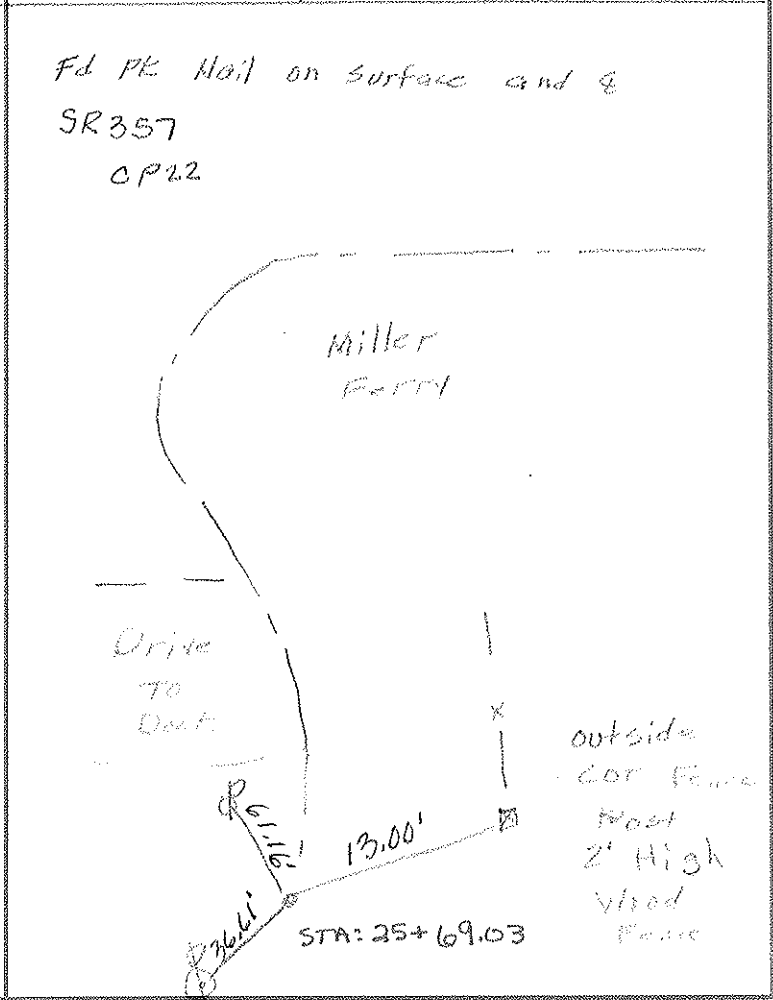 Fd PK Nail on Surface and ℄
SR357
CP22
Miller
Ferry
Drive
To
Dock
outside
cor Fence
Post
2' High
Wood
Fence
61.16'
13.00'
36.61'
STA: 25+69.03